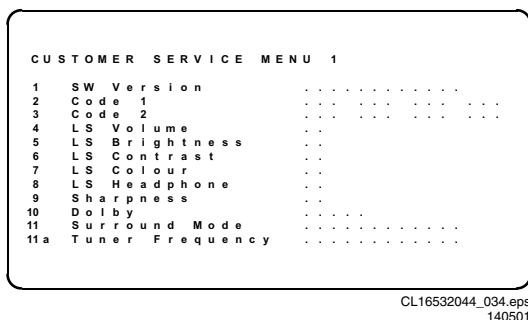 CUSTOMER SERVICE MENU 1
1 SW Version . . . . . . . . . . . .
2 Code 1 . . . . . . . . . . . .
3 Code 2 . . . . . . . . . . . .
4 LS Volume . .
5 LS Brightness . .
6 LS Contrast . .
7 LS Colour . .
8 LS Headphone . .
9 Sharpness . .
10 Dolby . . . . .
11 Surround Mode . . . . . . . . . . . .
11a Tuner Frequency . . . . . . . . . . . .
CL16532044_034.eps
140501